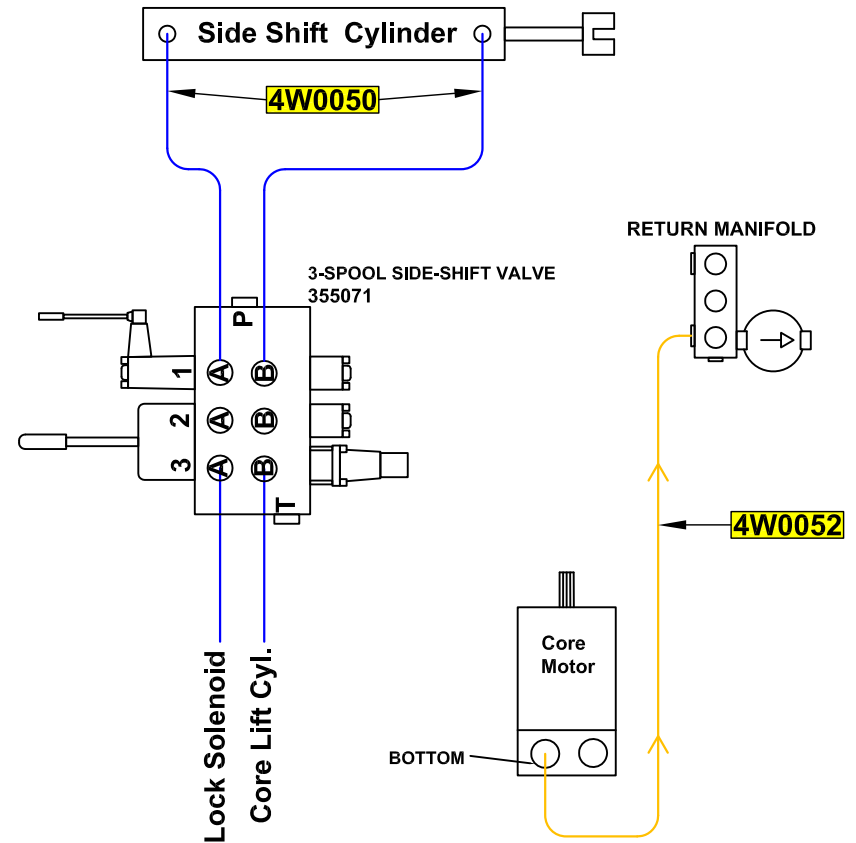 Side Shift Cylinder
4W0050
RETURN MANIFOLD
3-SPOOL SIDE-SHIFT VALVE
355071
P
1 A B
2 A B
3 A B
T
4W0052
Core
Motor
BOTTOM
Lock Solenoid
Core Lift Cyl.